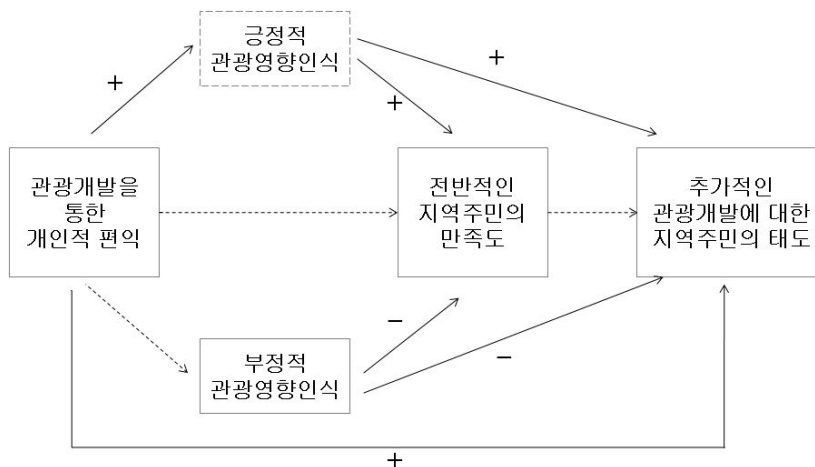 긍정적
관광영향인식
+
+
+
관광개발을
통한
개인적 편익
전반적인
지역주민의
만족도
추가적인
관광개발에 대한
지역주민의 태도
−
−
부정적
관광영향인식
+